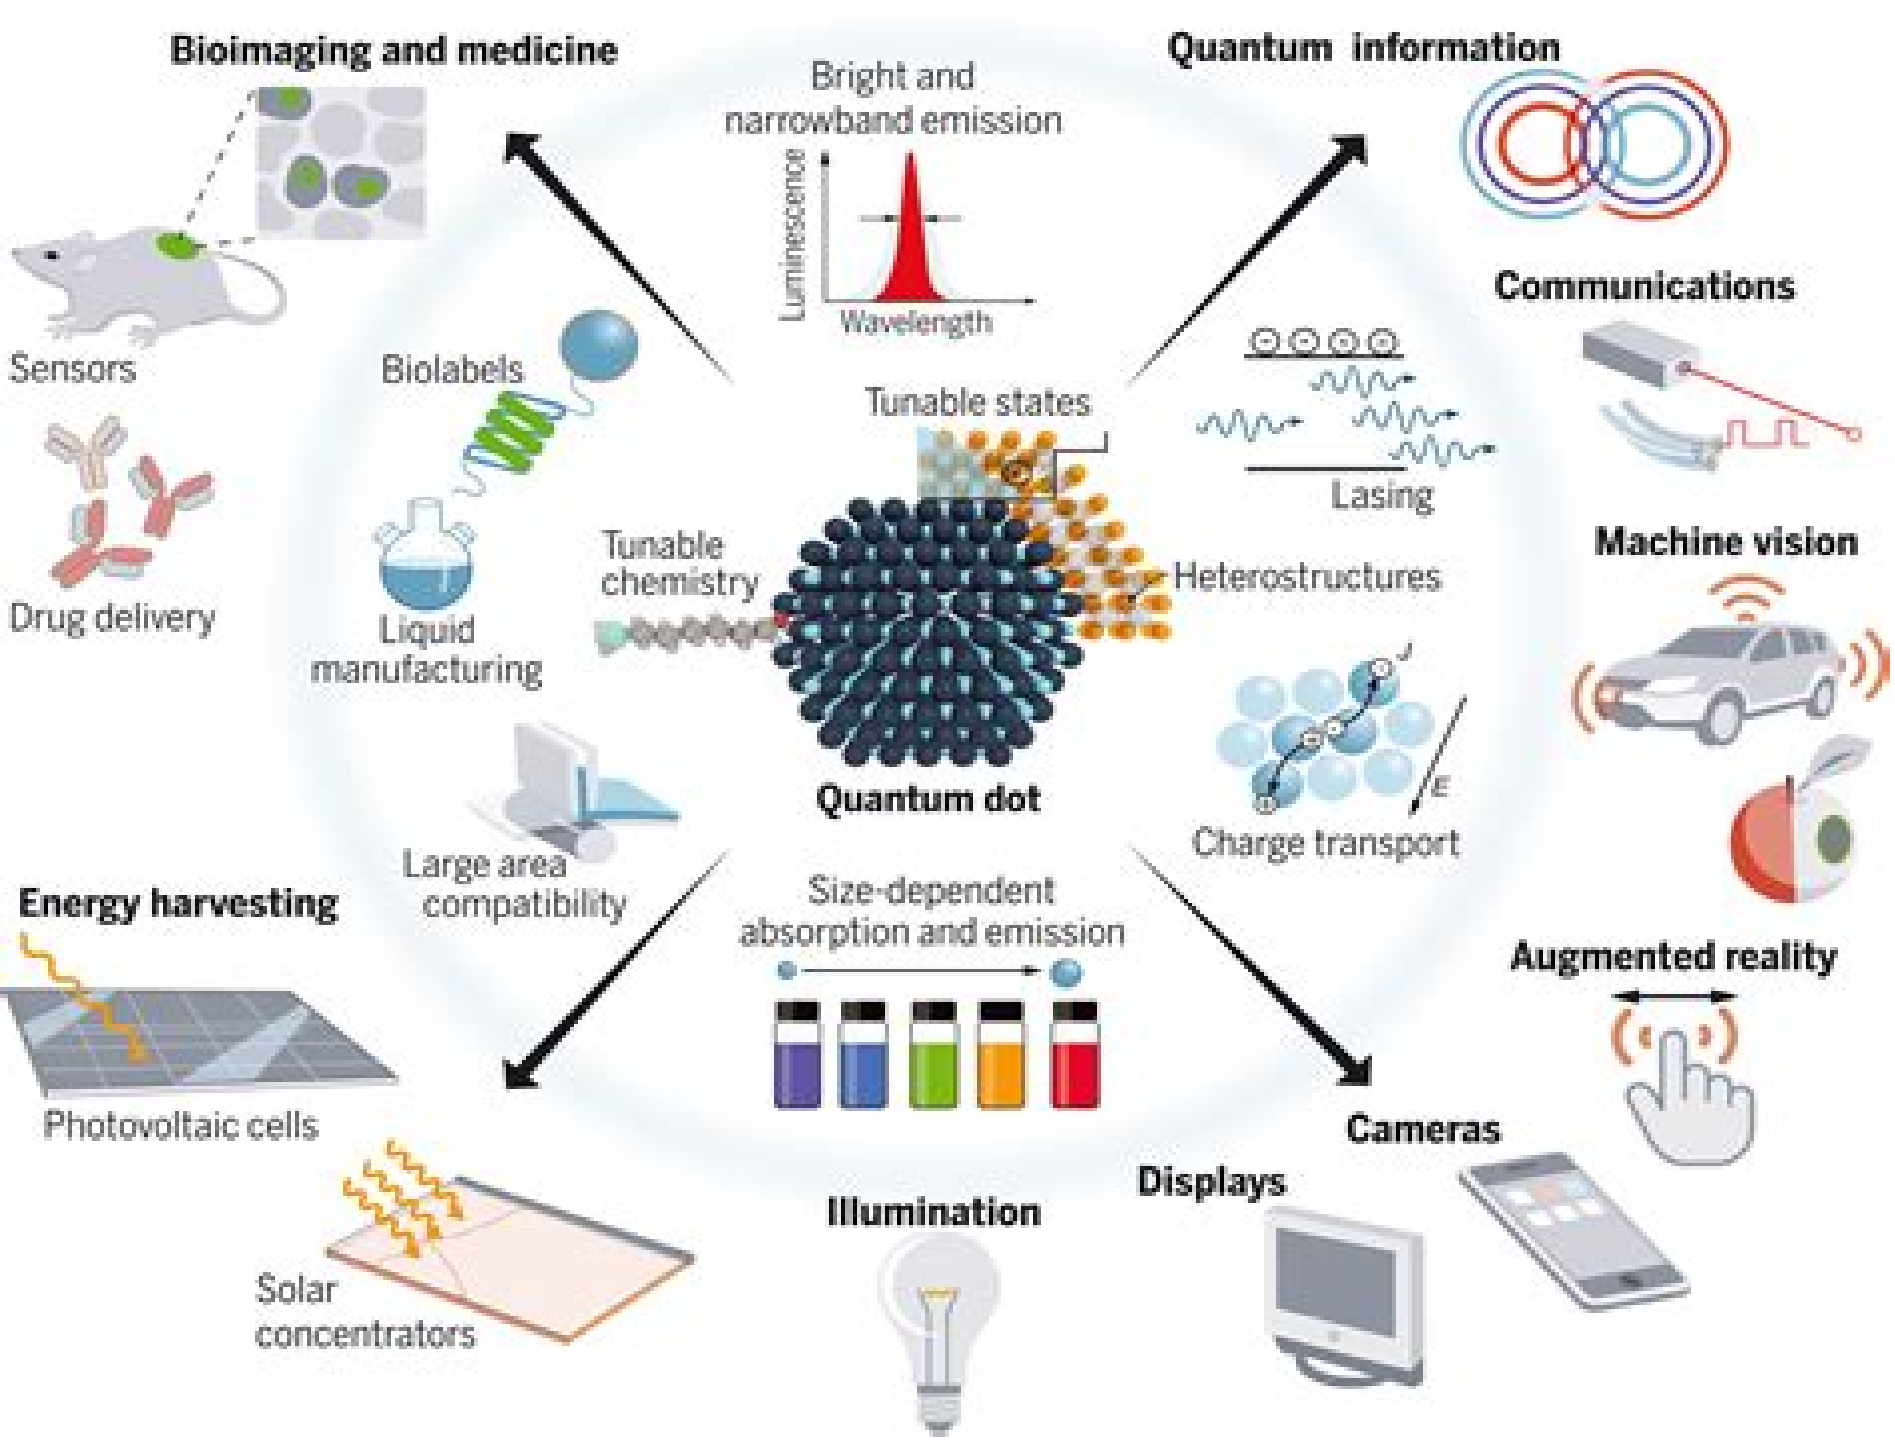 Bioimaging and medicine
Quantum information
Bright and
narrowband emission
Luminescence
Wavelength
Communications
Sensors
Biolabels
Tunable states
Lasing
Tunable
chemistry
Heterostructures
Machine vision
Drug delivery
Liquid
manufacturing
J
E
Quantum dot
Charge transport
Large area
compatibility
Energy harvesting
Size-dependent
absorption and emission
Augmented reality
Photovoltaic cells
Cameras
Displays
Illumination
Solar
concentrators